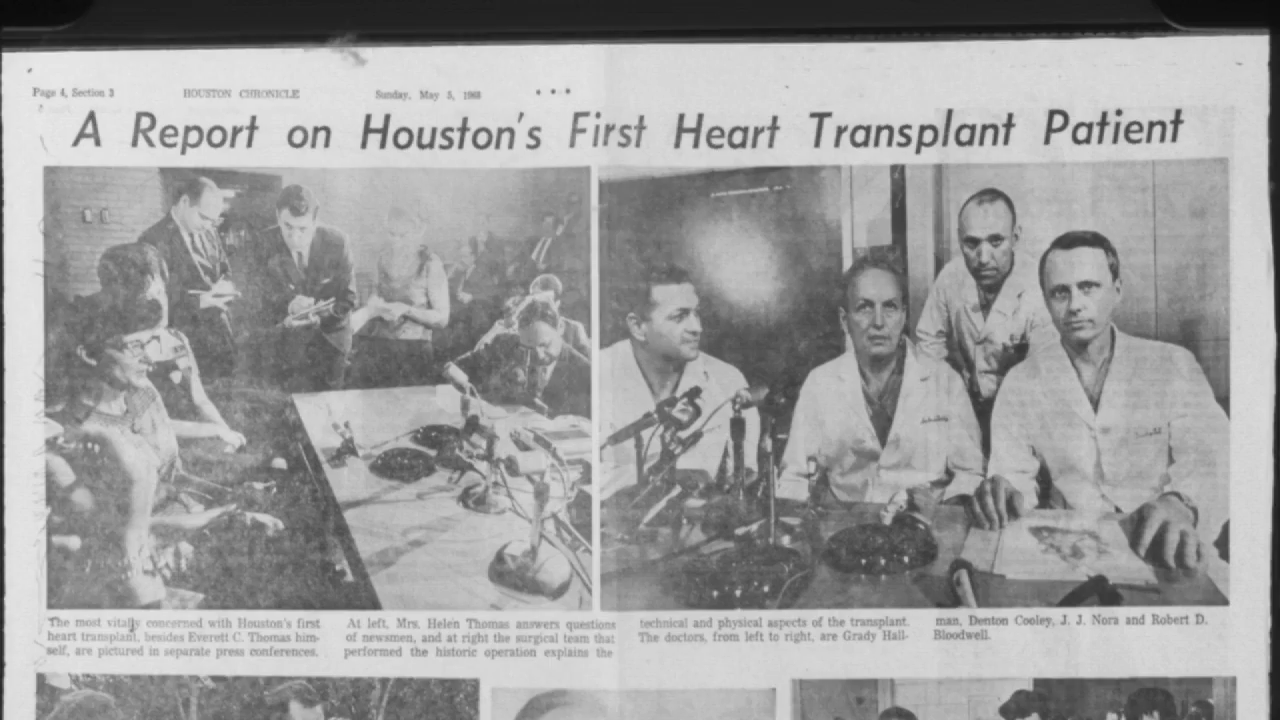 Page 4, Section 3 HOUSTON CHRONICLE Sunday, May 5, 1968
A Report on Houston's First Heart Transplant Patient
The most vitally concerned with Houston's first
heart transplant, besides Everett C. Thomas him-
self, are pictured in separate press conferences.
At left, Mrs. Helen Thomas answers questions
of newsmen, and at right the surgical team that
performed the historic operation explains the
technical and physical aspects of the transplant.
The doctors, from left to right, are Grady Hall-
man, Denton Cooley, J. J. Nora and Robert D.
Bloodwell.